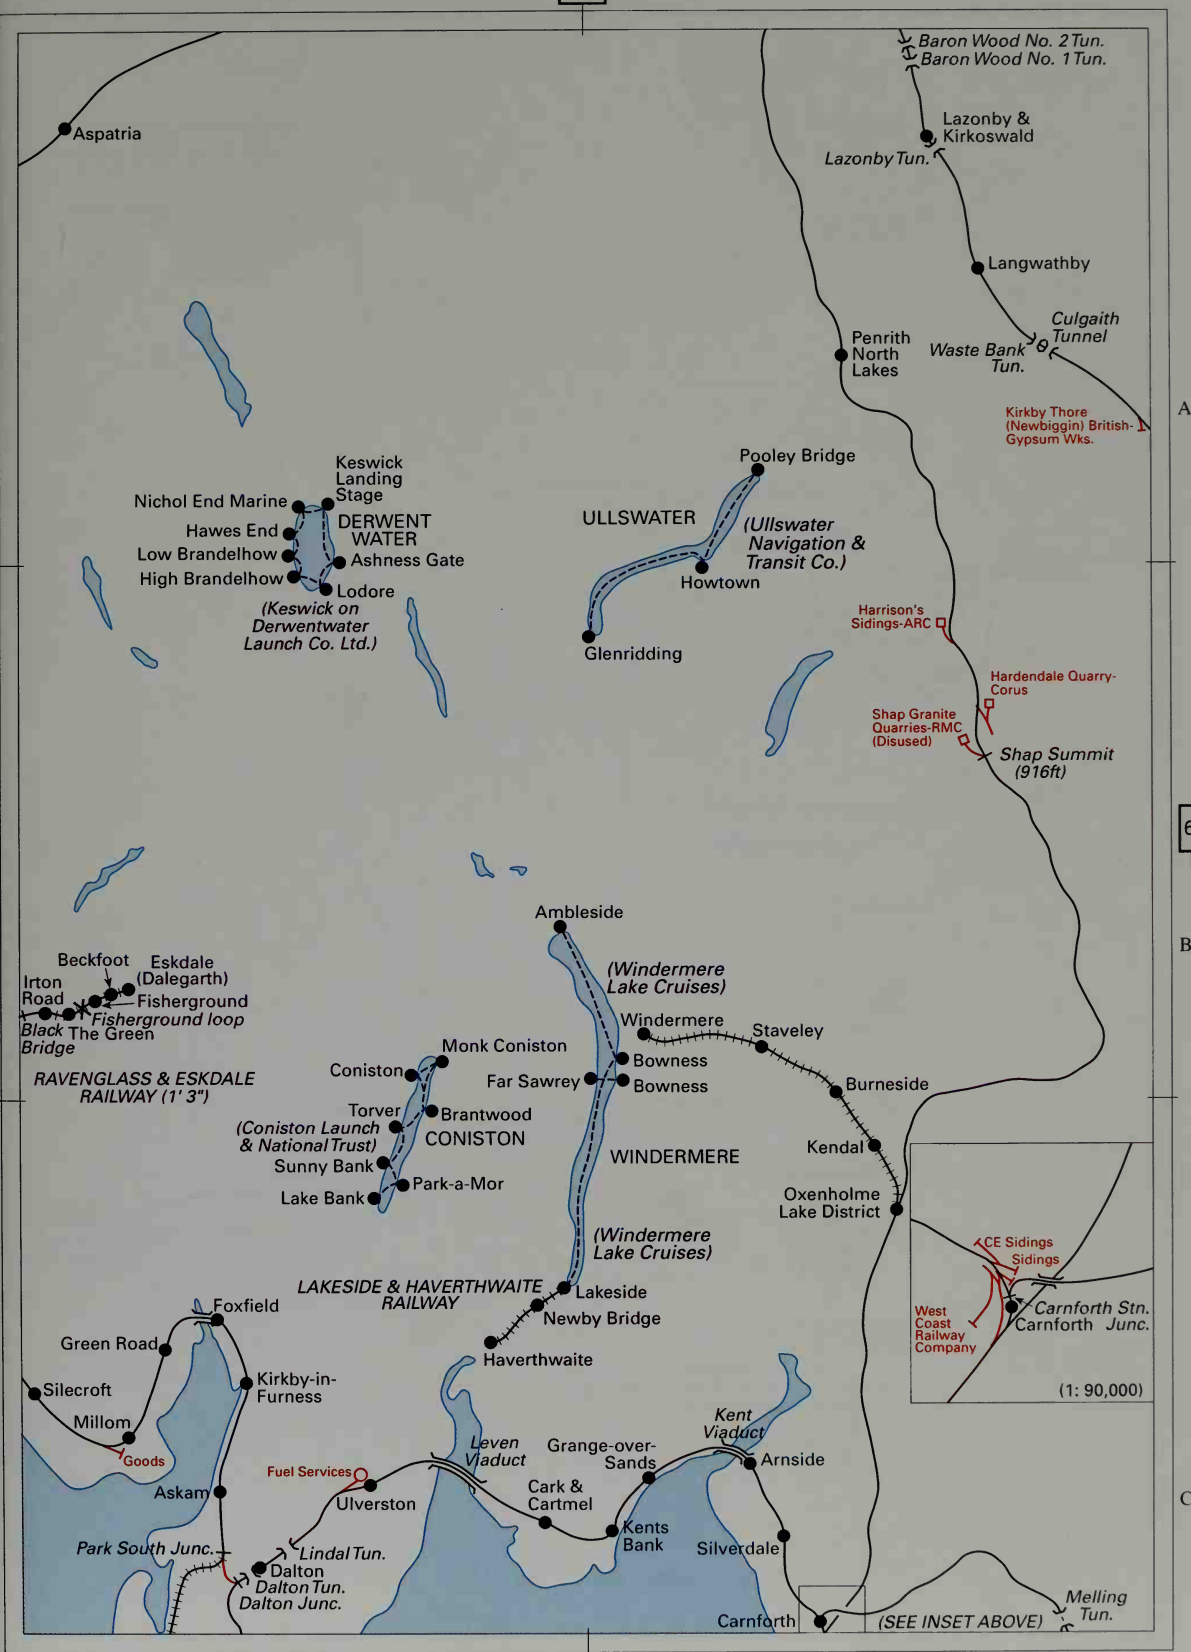 Baron Wood No. 2 Tun.
Baron Wood No. 1 Tun.
Aspatria
Lazonby &
Kirkoswald
Lazonby Tun.
Langwathby
Culgaith
Tunnel
Waste Bank
Tun.
Penrith
North
Lakes
A
Kirkby Thore
(Newbiggin) British-
Gypsum Wks.
Keswick
Landing
Stage
Nichol End Marine
Hawes End
Low Brandelhow
High Brandelhow
DERWENT
WATER
Ashness Gate
Lodore
(Keswick on
Derwentwater
Launch Co. Ltd.)
Pooley Bridge
ULLSWATER
(Ullswater
Navigation &
Transit Co.)
Howtown
Glenridding
Harrison's
Sidings-ARC
Hardendale Quarry-
Corus
Shap Granite
Quarries-RMC
(Disused)
Shap Summit
(916ft)
6
B
Ambleside
(Windermere
Lake Cruises)
Beckfoot
Eskdale
(Dalegarth)
Irton
Road
Fisherground
Fisherground loop
Black
Bridge
The Green
RAVENGLASS & ESKDALE
RAILWAY (1' 3")
Windermere
Staveley
Bowness
Bowness
Far Sawrey
Burneside
Kendal
Oxenholme
Lake District
Monk Coniston
Coniston
Torver
Brantwood
(Coniston Launch
& National Trust)
CONISTON
Sunny Bank
Park-a-Mor
Lake Bank
WINDERMERE
(Windermere
Lake Cruises)
LAKESIDE & HAVERTHWAITE
RAILWAY
Lakeside
Newby Bridge
Haverthwaite
CE Sidings
Sidings
West
Coast
Railway
Company
Carnforth Stn.
Carnforth Junc.
(1: 90,000)
Foxfield
Green Road
Silecroft
Millom
Goods
Kirkby-in-
Furness
Askam
Park South Junc.
Fuel Services
Ulverston
Lindal Tun.
Dalton
Dalton Tun.
Dalton Junc.
Leven
Viaduct
Cark &
Cartmel
Grange-over-
Sands
Kents
Bank
Kent
Viaduct
Arnside
Silverdale
Carnforth
(SEE INSET ABOVE)
Melling
Tun.
C